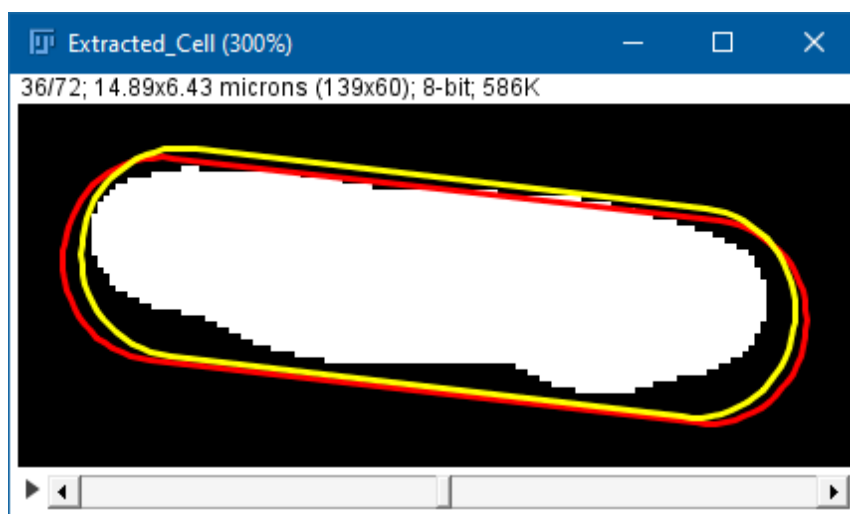 Extracted_Cell (300%)
36/72; 14.89x6.43 microns (139x60); 8-bit; 586K